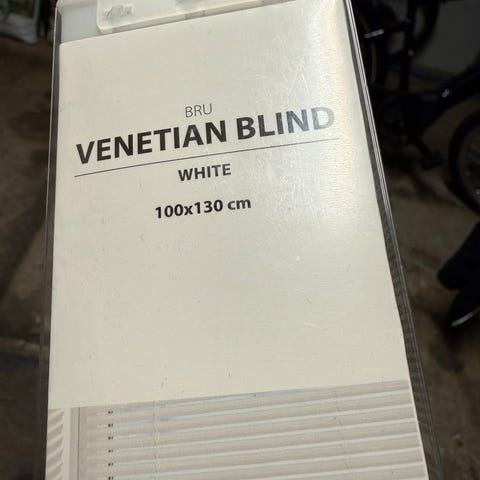 BRU
VENETIAN BLIND
WHITE
100x130 cm